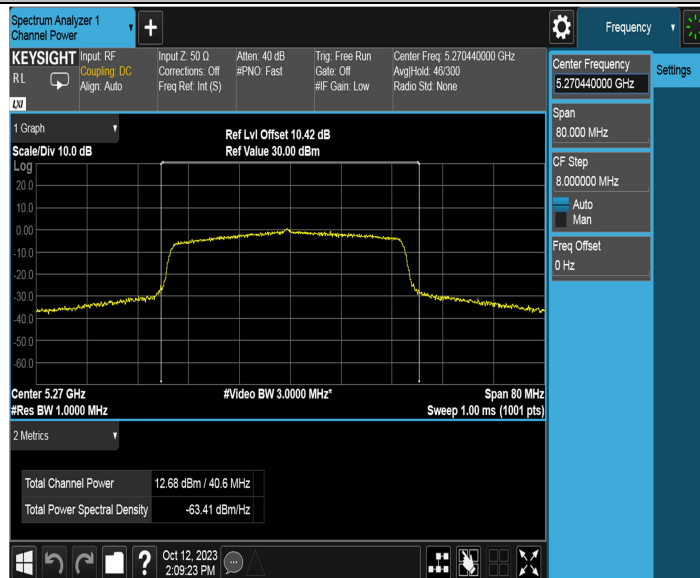 Spectrum Analyzer 1
Channel Power
+
Frequency
KEYSIGHT
RL
LXI
Input: RF
Coupling: DC
Align: Auto
Input Z: 50 Ω
Corrections: Off
Freq Ref: Int (S)
Atten: 40 dB
#PNO: Fast
Trig: Free Run
Gate: Off
#IF Gain: Low
Center Freq: 5.270440000 GHz
Avg|Hold: 46/300
Radio Std: None
Center Frequency
5.270440000 GHz
Settings
Span
80.000 MHz
CF Step
8.000000 MHz
Auto
Man
Freq Offset
0 Hz
1 Graph
Scale/Div 10.0 dB
Ref Lvl Offset 10.42 dB
Ref Value 30.00 dBm
Log
20.0
10.0
0.00
-10.0
-20.0
-30.0
-40.0
-50.0
-60.0
Center 5.27 GHz
#Video BW 3.0000 MHz*
Span 80 MHz
#Res BW 1.0000 MHz
Sweep 1.00 ms (1001 pts)
2 Metrics
Total Channel Power 12.68 dBm / 40.6 MHz
Total Power Spectral Density -63.41 dBm/Hz
?
Oct 12, 2023
2:09:23 PM